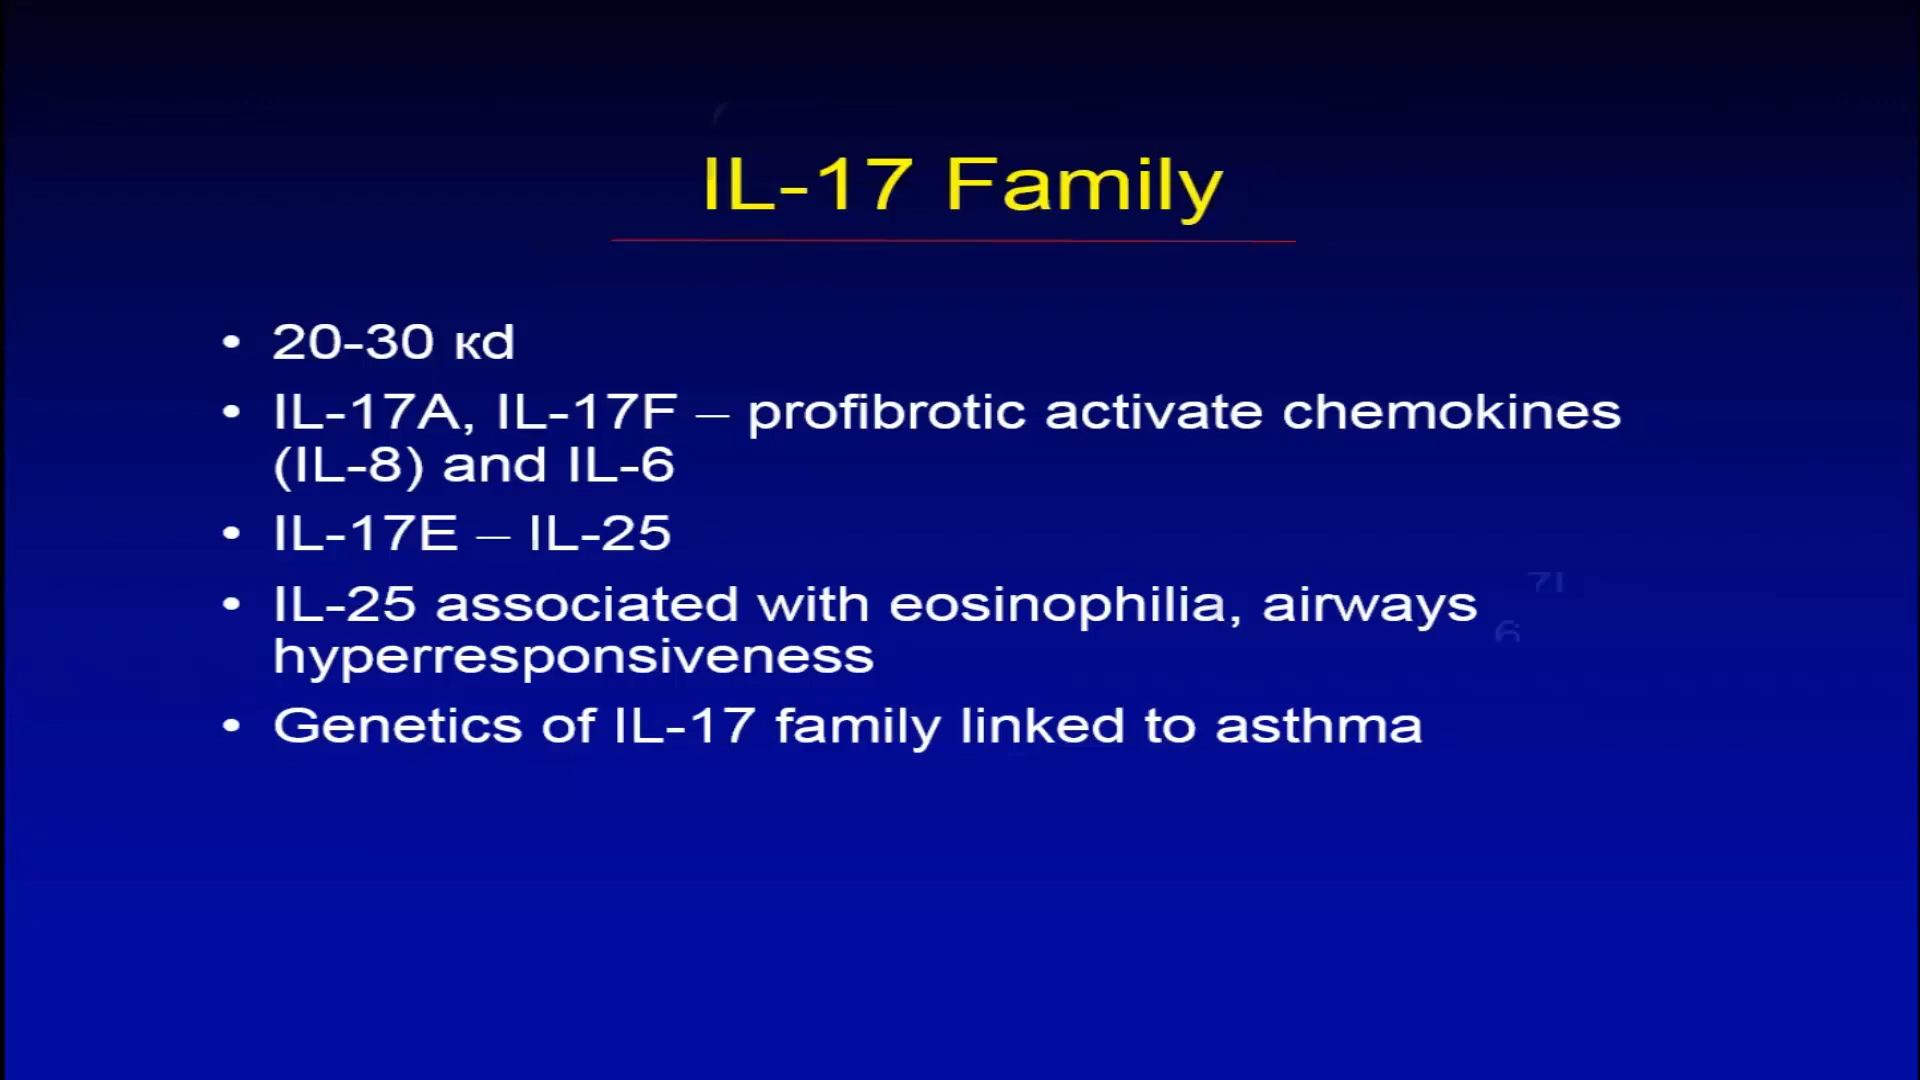 IL-17 Family
• 20-30 кd
• IL-17A, IL-17F – profibrotic activate chemokines
(IL-8) and IL-6
• IL-17E – IL-25
• IL-25 associated with eosinophilia, airways
hyperresponsiveness
• Genetics of IL-17 family linked to asthma